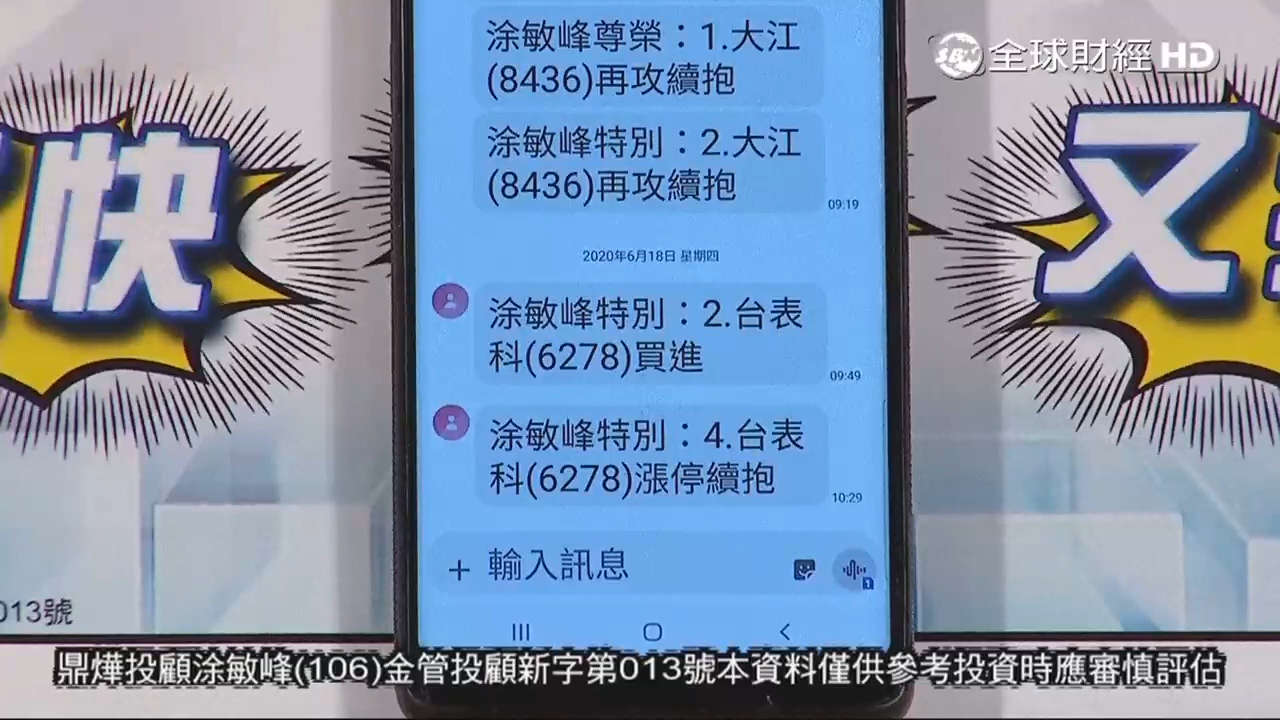 涂敏峰尊榮：1.大江
(8436)再攻續抱
SBN 全球財經HD
涂敏峰特別：2.大江
(8436)再攻續抱
09:19
快
又
2020年6月18日 星期四
涂敏峰特別：2.台表
科(6278)買進
09:49
涂敏峰特別：4.台表
科(6278)漲停續抱
10:29
+ 輸入訊息
1
013號
鼎燁投顧涂敏峰(106)金管投顧新字第013號本資料僅供參考投資時應審慎評估